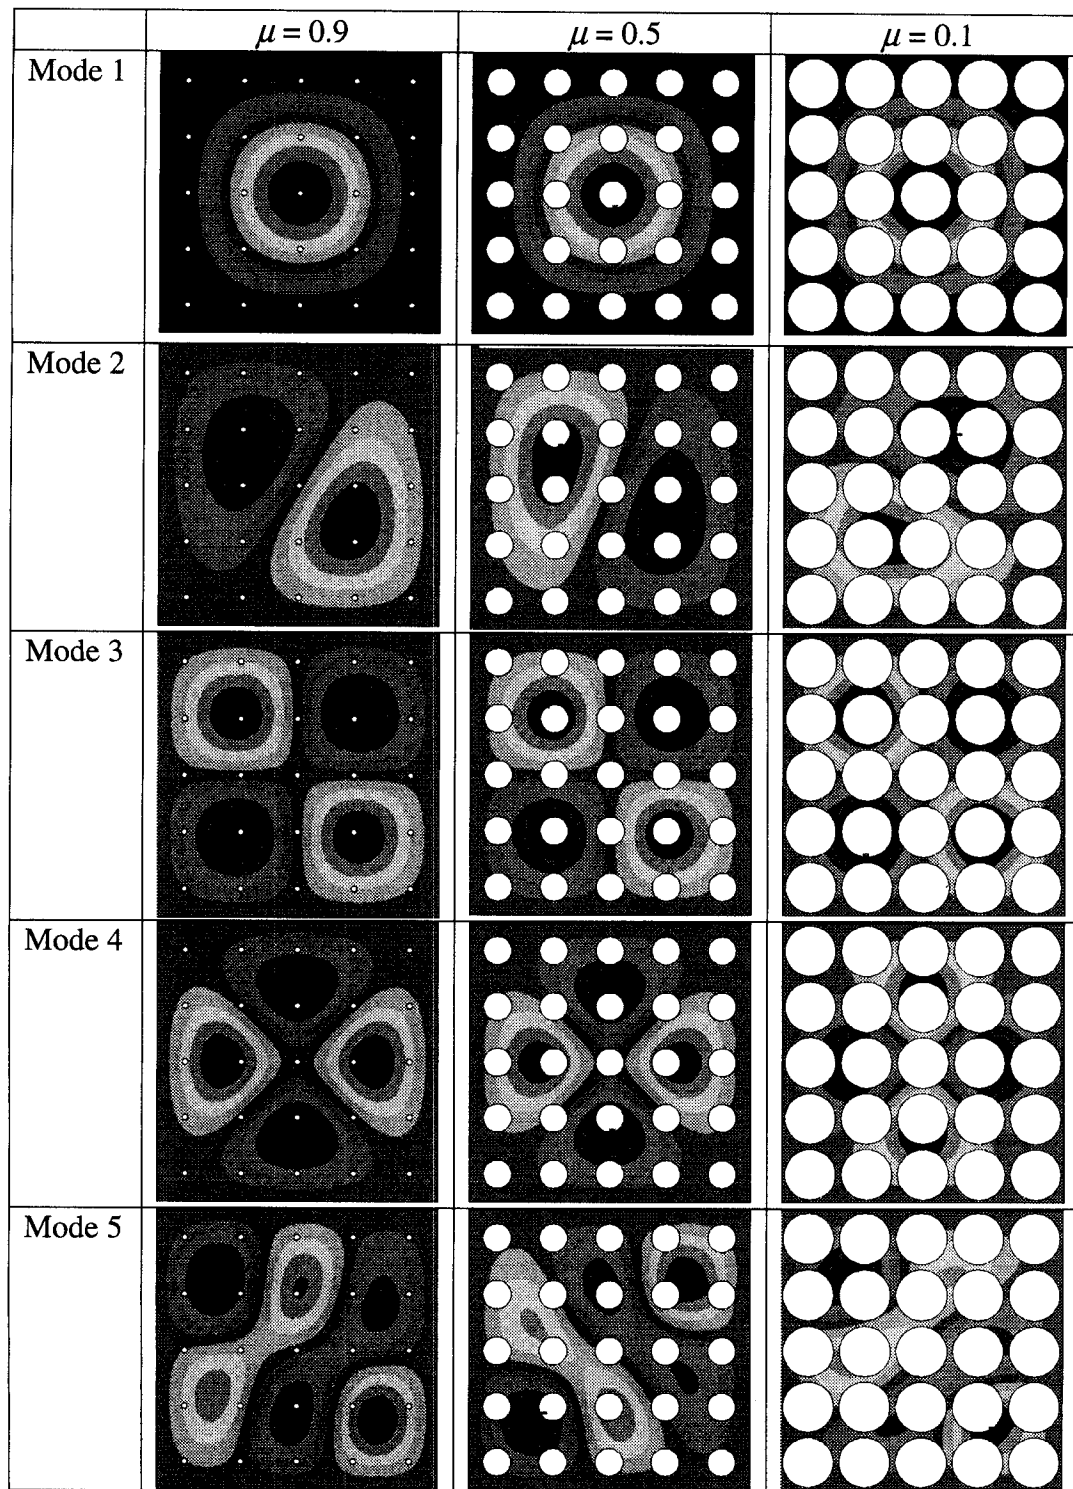 μ = 0.9 μ = 0.5 μ = 0.1
Mode 1
Mode 2
Mode 3
Mode 4
Mode 5